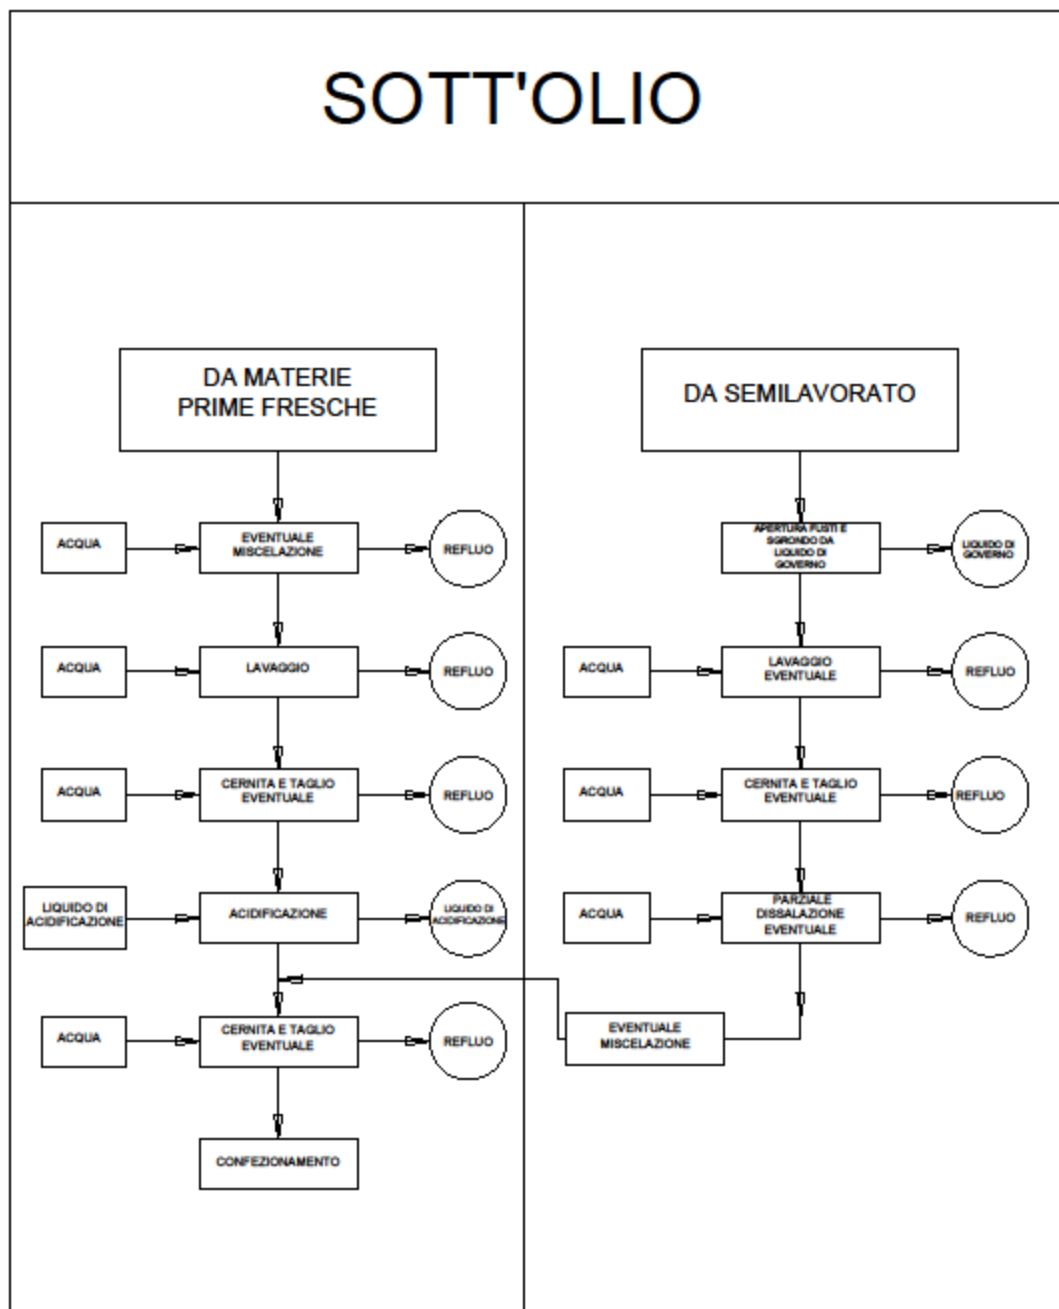 SOTT'OLIO
DA MATERIE
PRIME FRESCHE
ACQUA
EVENTUALE
MISCELAZIONE
REFLUO
ACQUA
LAVAGGIO
REFLUO
ACQUA
CERNITA E TAGLIO
EVENTUALE
REFLUO
LIQUIDO DI
ACIDIFICAZIONE
ACIDIFICAZIONE
LIQUIDO DI
ACIDIFICAZIONE
ACQUA
CERNITA E TAGLIO
EVENTUALE
REFLUO
CONFEZIONAMENTO
DA SEMILAVORATO
APERTURA FUSTI E
SGRONDO DA
LIQUIDO DI
GOVERNO
LIQUIDO DI
GOVERNO
ACQUA
LAVAGGIO
EVENTUALE
REFLUO
ACQUA
CERNITA E TAGLIO
EVENTUALE
REFLUO
ACQUA
PARZIALE
DISSALAZIONE
EVENTUALE
REFLUO
EVENTUALE
MISCELAZIONE